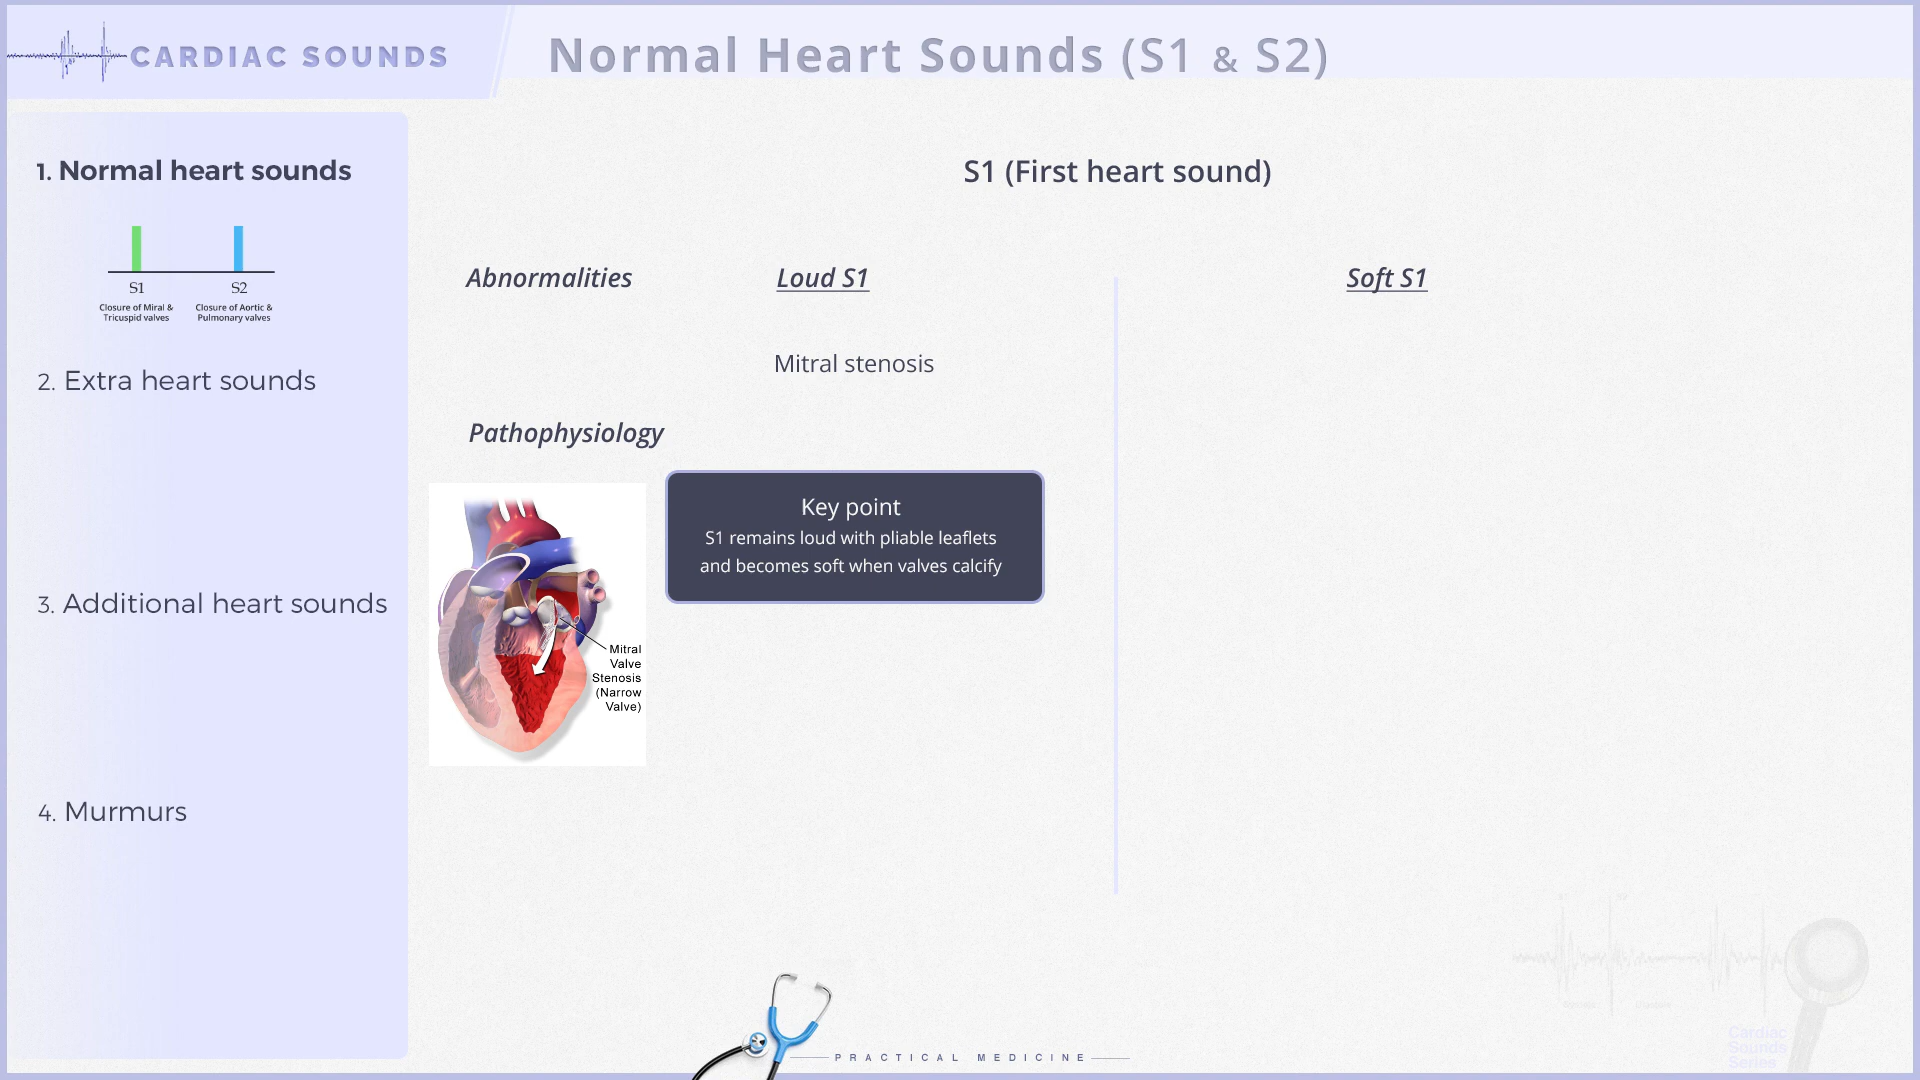 CARDIAC SOUNDS
Normal Heart Sounds (S1 & S2)
1. Normal heart sounds
S1
S2
Closure of Miral &
Tricuspid valves
Closure of Aortic &
Pulmonary valves
2. Extra heart sounds
3. Additional heart sounds
4. Murmurs
S1 (First heart sound)
Abnormalities
Loud S1
Soft S1
Mitral stenosis
Pathophysiology
Key point
S1 remains loud with pliable leaflets
and becomes soft when valves calcify
Mitral
Valve
Stenosis
(Narrow
Valve)
Cardiac
Sounds
Series
PRACTICAL MEDICINE